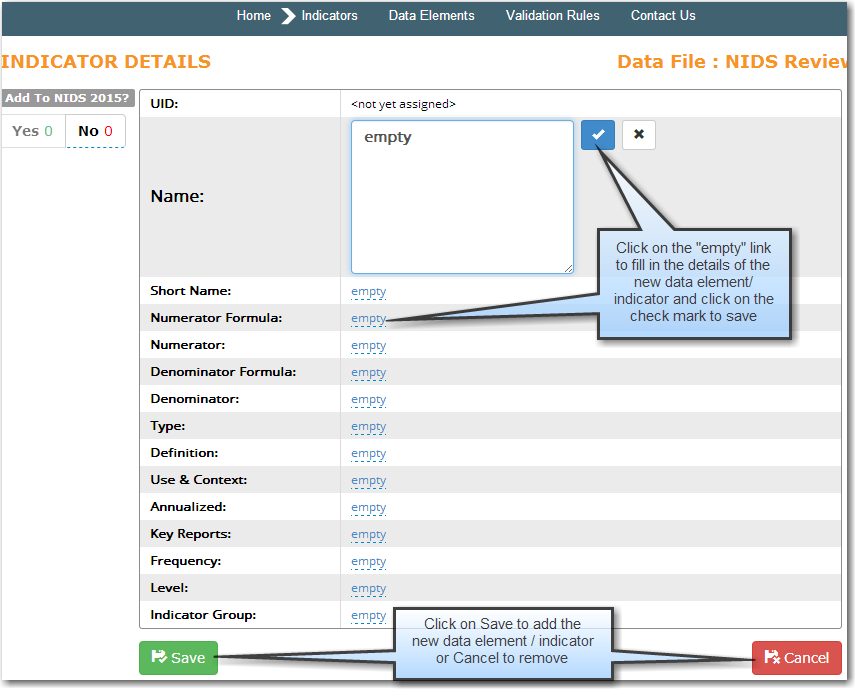 Home Indicators Data Elements Validation Rules Contact Us
INDICATOR DETAILS Data File : NIDS Review
Add To NIDS 2015?
Yes 0 No 0
UID: <not yet assigned>
Name: empty
Click on the "empty" link
to fill in the details of the
new data element/
indicator and click on the
check mark to save
Short Name: empty
Numerator Formula: empty
Numerator: empty
Denominator Formula: empty
Denominator: empty
Type: empty
Definition: empty
Use & Context: empty
Annualized: empty
Key Reports: empty
Frequency: empty
Level: empty
Indicator Group: empty
Click on Save to add the
new data element / indicator
or Cancel to remove
Save Cancel